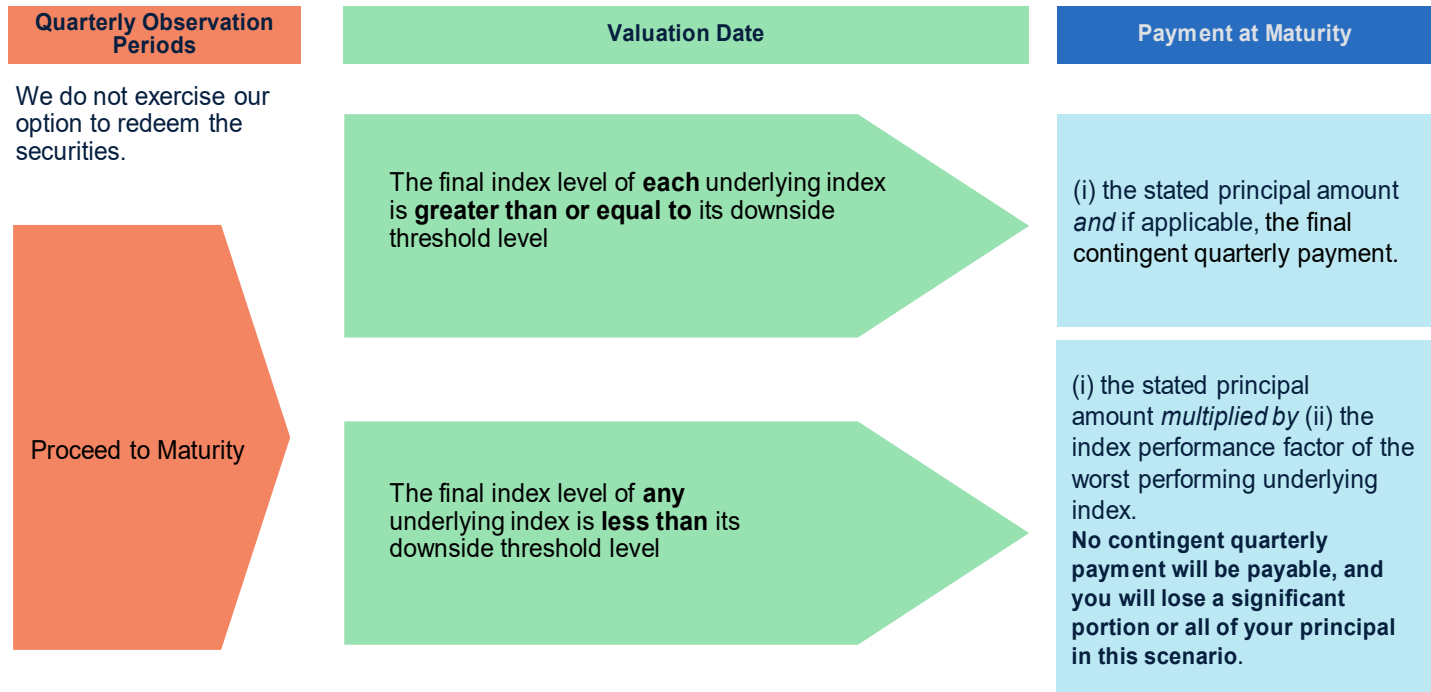 Quarterly Observation
Periods
Valuation Date
Payment at Maturity
We do not exercise our
option to redeem the
securities.
Proceed to Maturity
The final index level of each underlying index
is greater than or equal to its downside
threshold level
(i) the stated principal amount
and if applicable, the final
contingent quarterly payment.
The final index level of any
underlying index is less than its
downside threshold level
(i) the stated principal
amount multiplied by (ii) the
index performance factor of the
worst performing underlying
index.
No contingent quarterly
payment will be payable, and
you will lose a significant
portion or all of your principal
in this scenario.